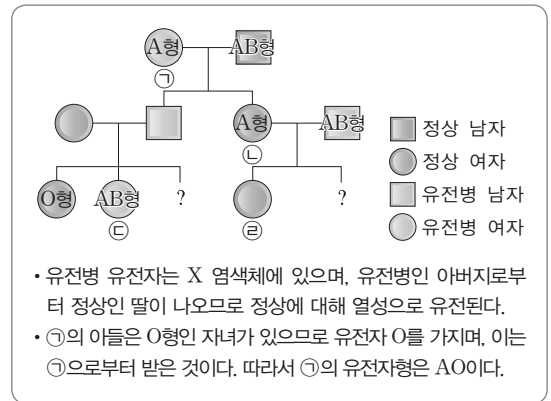 A형 AB형
㉠
A형 AB형
㉡
정상 남자
정상 여자
유전병 남자
유전병 여자
O형 AB형 ? ?
㉢ ㉣
• 유전병 유전자는 X 염색체에 있으며, 유전병인 아버지로부
터 정상인 딸이 나오므로 정상에 대해 열성으로 유전된다.
• ㉠의 아들은 O형인 자녀가 있으므로 유전자 O를 가지며, 이는
㉠으로부터 받은 것이다. 따라서 ㉠의 유전자형은 AO이다.